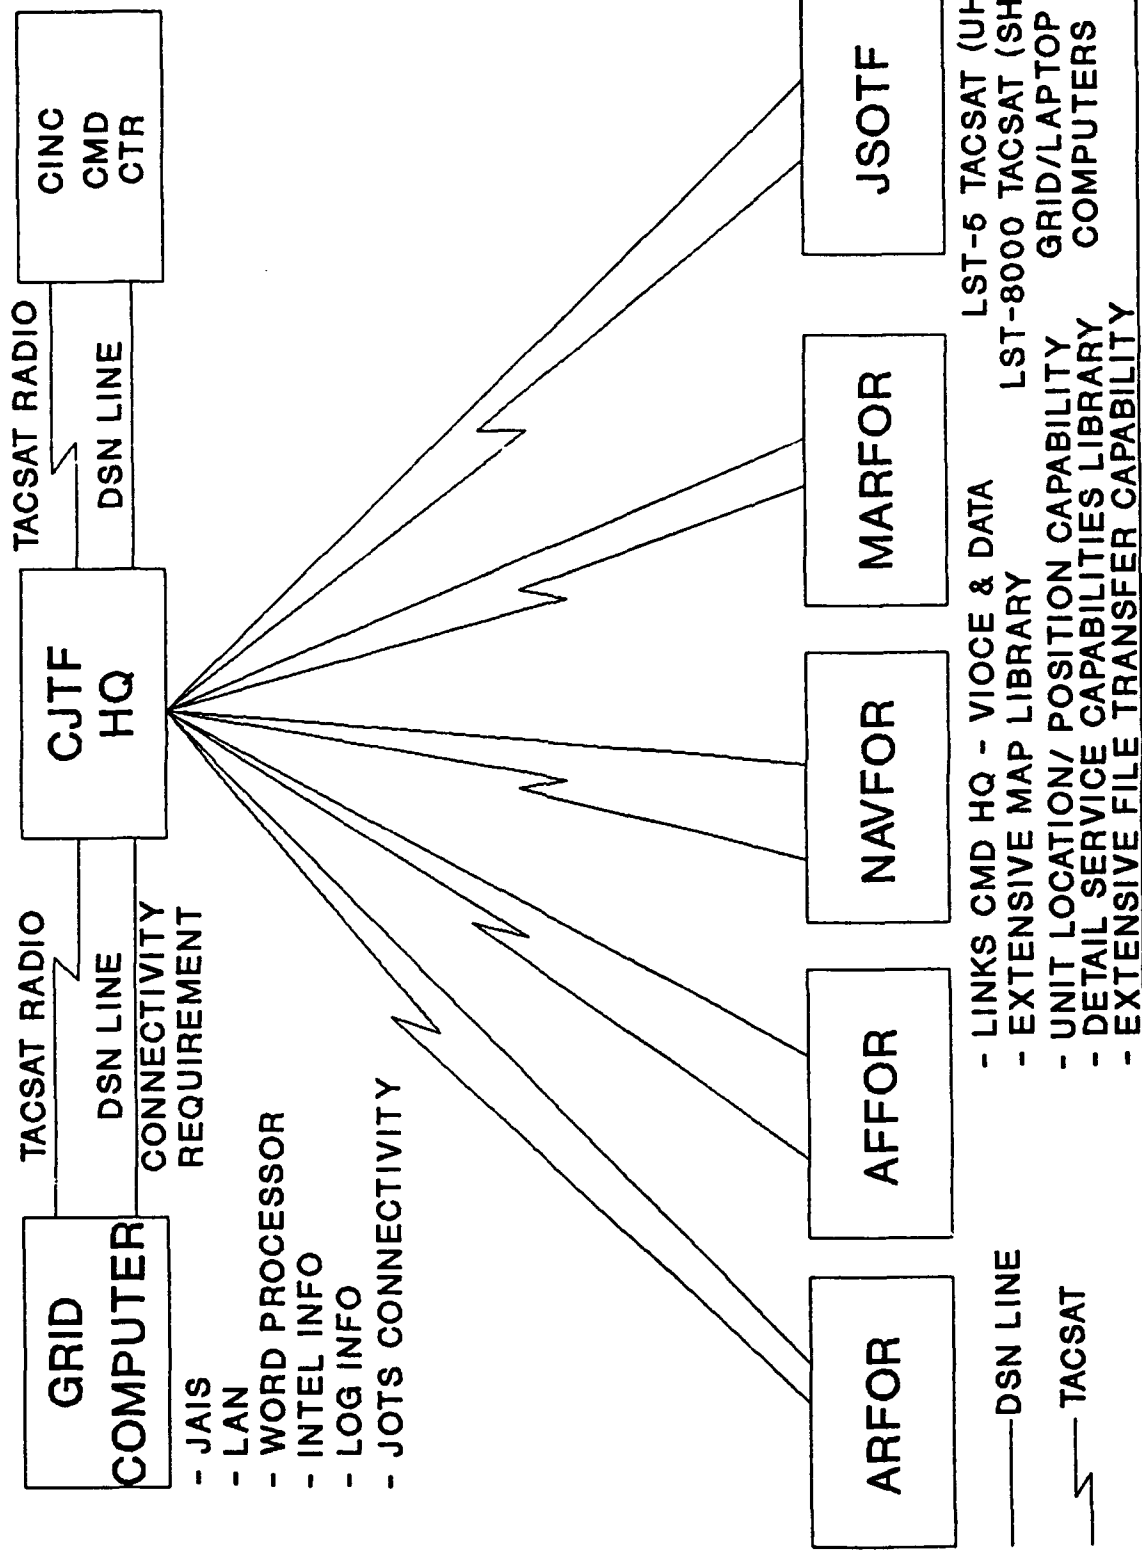 TACSAT RADIO
TACSAT RADIO
GRID
COMPUTER
CJTF
HQ
CINC
CMD
CTR
DSN LINE
DSN LINE
CONNECTIVITY
REQUIREMENT
- JAIS
- LAN
- WORD PROCESSOR
- INTEL INFO
- LOG INFO
- JOTS CONNECTIVITY
ARFOR
AFFOR
NAVFOR
MARFOR
JSOTF
DSN LINE
TACSAT
- LINKS CMD HQ - VIOCE & DATA
- EXTENSIVE MAP LIBRARY
- UNIT LOCATION/ POSITION CAPABILITY
- DETAIL SERVICE CAPABILITIES LIBRARY
- EXTENSIVE FILE TRANSFER CAPABILITY
LST-5 TACSAT (UH
LST-8000 TACSAT (SH
GRID/LAPTOP
COMPUTERS